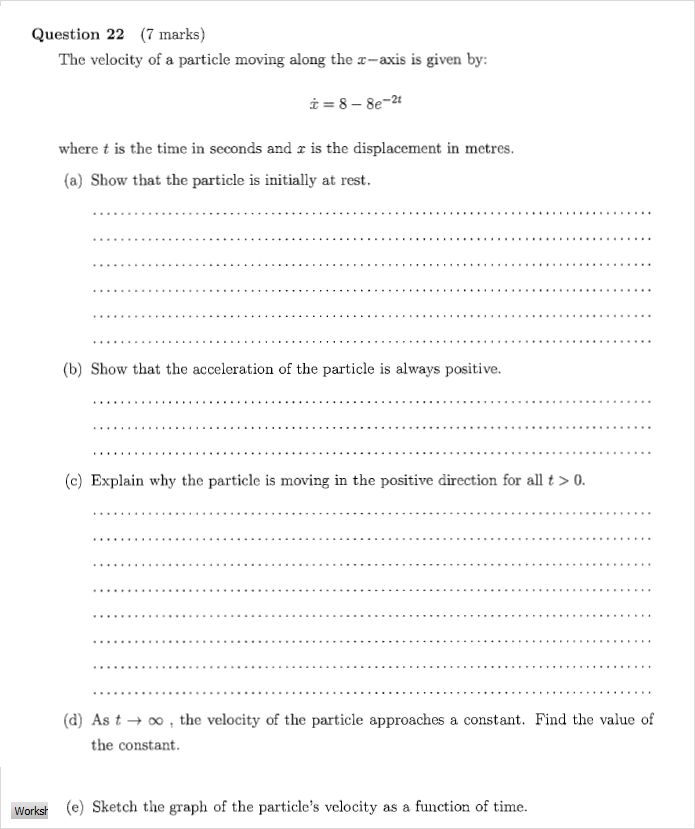 Question 22 (7 marks)
The velocity of a particle moving along the x−axis is given by:
ẋ = 8 − 8e⁻²ᵗ
where t is the time in seconds and x is the displacement in metres.
(a) Show that the particle is initially at rest.
(b) Show that the acceleration of the particle is always positive.
(c) Explain why the particle is moving in the positive direction for all t > 0.
(d) As t → ∞ , the velocity of the particle approaches a constant. Find the value of
the constant.
Worksh
(e) Sketch the graph of the particle's velocity as a function of time.